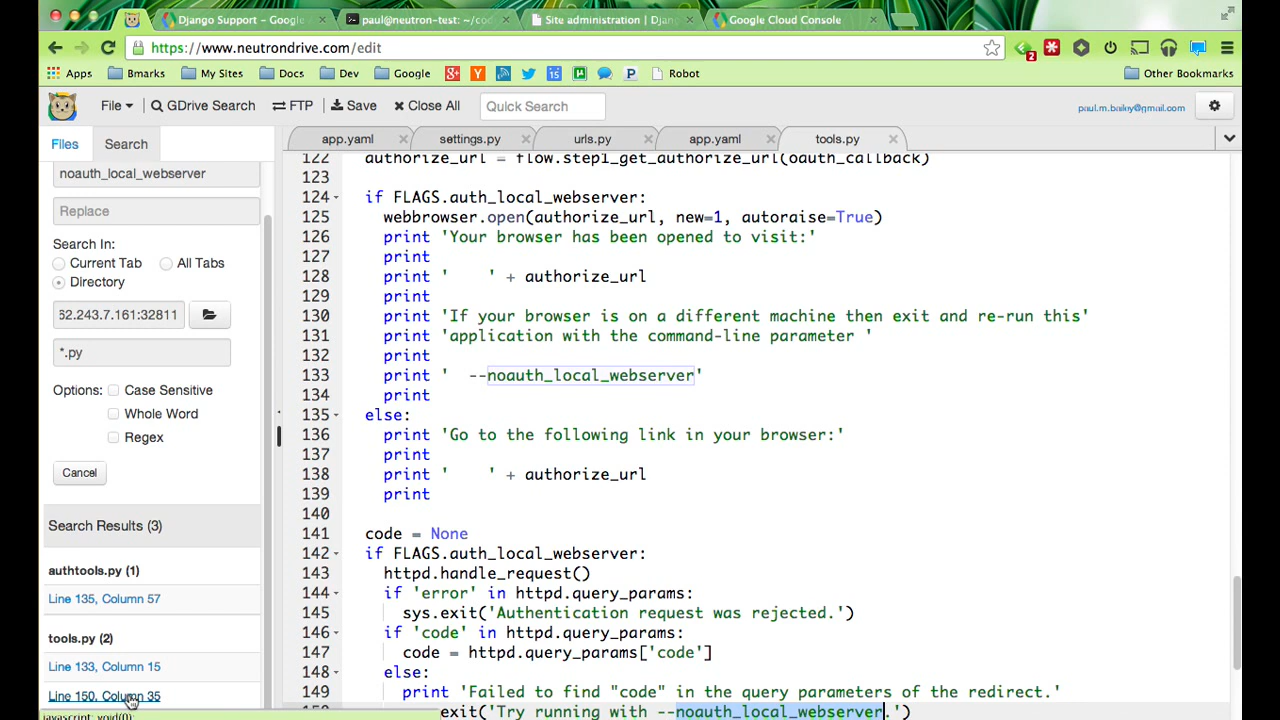 Django Support - Google
paul@neutron-test: ~/co
Site administration | Djan
Google Cloud Console
https://www.neutrondrive.com/edit
2
Apps Bmarks My Sites Docs Dev Google 15 P Robot Other Bookmarks
File GDrive Search FTP Save Close All Quick Search paul.m.bailey@gmail.com
Files Search
app.yaml settings.py urls.py app.yaml tools.py
noauth_local_webserver
Replace
Search In:
Current Tab All Tabs
Directory
52.243.7.161:32811
*.py
Options: Case Sensitive
Whole Word
Regex
Cancel
Search Results (3)
authtools.py (1)
Line 135, Column 57
tools.py (2)
Line 133, Column 15
Line 150, Column 35
javascript: void(0);
122 authorize_url = flow.step1_get_authorize_url(oauth_callback)
123
124 if FLAGS.auth_local_webserver:
125 webbrowser.open(authorize_url, new=1, autoraise=True)
126 print 'Your browser has been opened to visit:'
127 print
128 print '    ' + authorize_url
129 print
130 print 'If your browser is on a different machine then exit and re-run this'
131 print 'application with the command-line parameter '
132 print
133 print '  --noauth_local_webserver'
134 print
135 else:
136 print 'Go to the following link in your browser:'
137 print
138 print '    ' + authorize_url
139 print
140
141 code = None
142 if FLAGS.auth_local_webserver:
143 httpd.handle_request()
144 if 'error' in httpd.query_params:
145 sys.exit('Authentication request was rejected.')
146 if 'code' in httpd.query_params:
147 code = httpd.query_params['code']
148 else:
149 print 'Failed to find "code" in the query parameters of the redirect.'
exit('Try running with --noauth_local_webserver.')